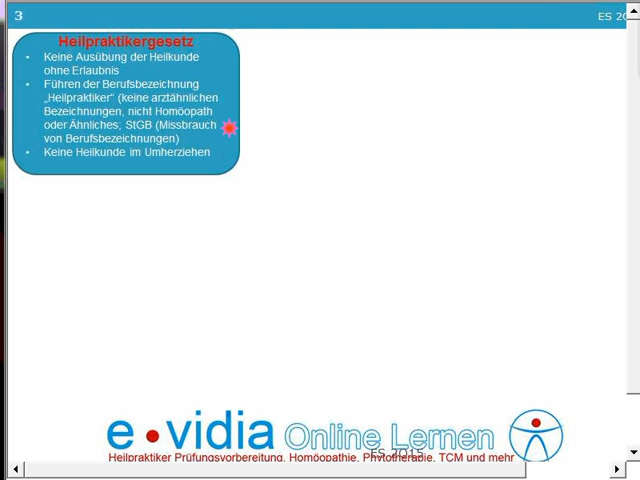 3
ES 20
Heilpraktikergesetz
• Keine Ausübung der Heilkunde
ohne Erlaubnis
• Führen der Berufsbezeichnung
„Heilpraktiker“ (keine arztähnlichen
Bezeichnungen, nicht Homöopath
oder Ähnliches; StGB (Missbrauch
von Berufsbezeichnungen)
• Keine Heilkunde im Umherziehen
e•vidia Online Lernen
ES 2015
Heilpraktiker Prüfungsvorbereitung, Homöopathie, Phytotherapie, TCM und mehr